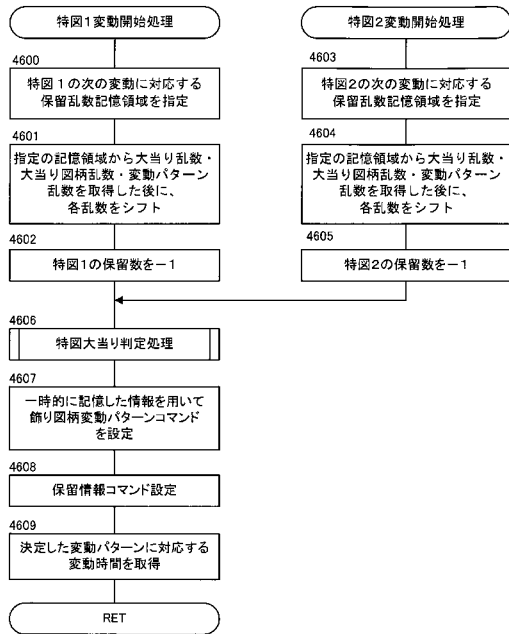 特図1変動開始処理
4600
特図1の次の変動に対応する
保留乱数記憶領域を指定
4601
指定の記憶領域から大当り乱数・
大当り図柄乱数・変動パターン
乱数を取得した後に、
各乱数をシフト
4602
特図1の保留数を－1
特図2変動開始処理
4603
特図2の次の変動に対応する
保留乱数記憶領域を指定
4604
指定の記憶領域から大当り乱数・
大当り図柄乱数・変動パターン
乱数を取得した後に、
各乱数をシフト
4605
特図2の保留数を－1
4606
特図大当り判定処理
4607
一時的に記憶した情報を用いて
飾り図柄変動パターンコマンド
を設定
4608
保留情報コマンド設定
4609
決定した変動パターンに対応する
変動時間を取得
RET